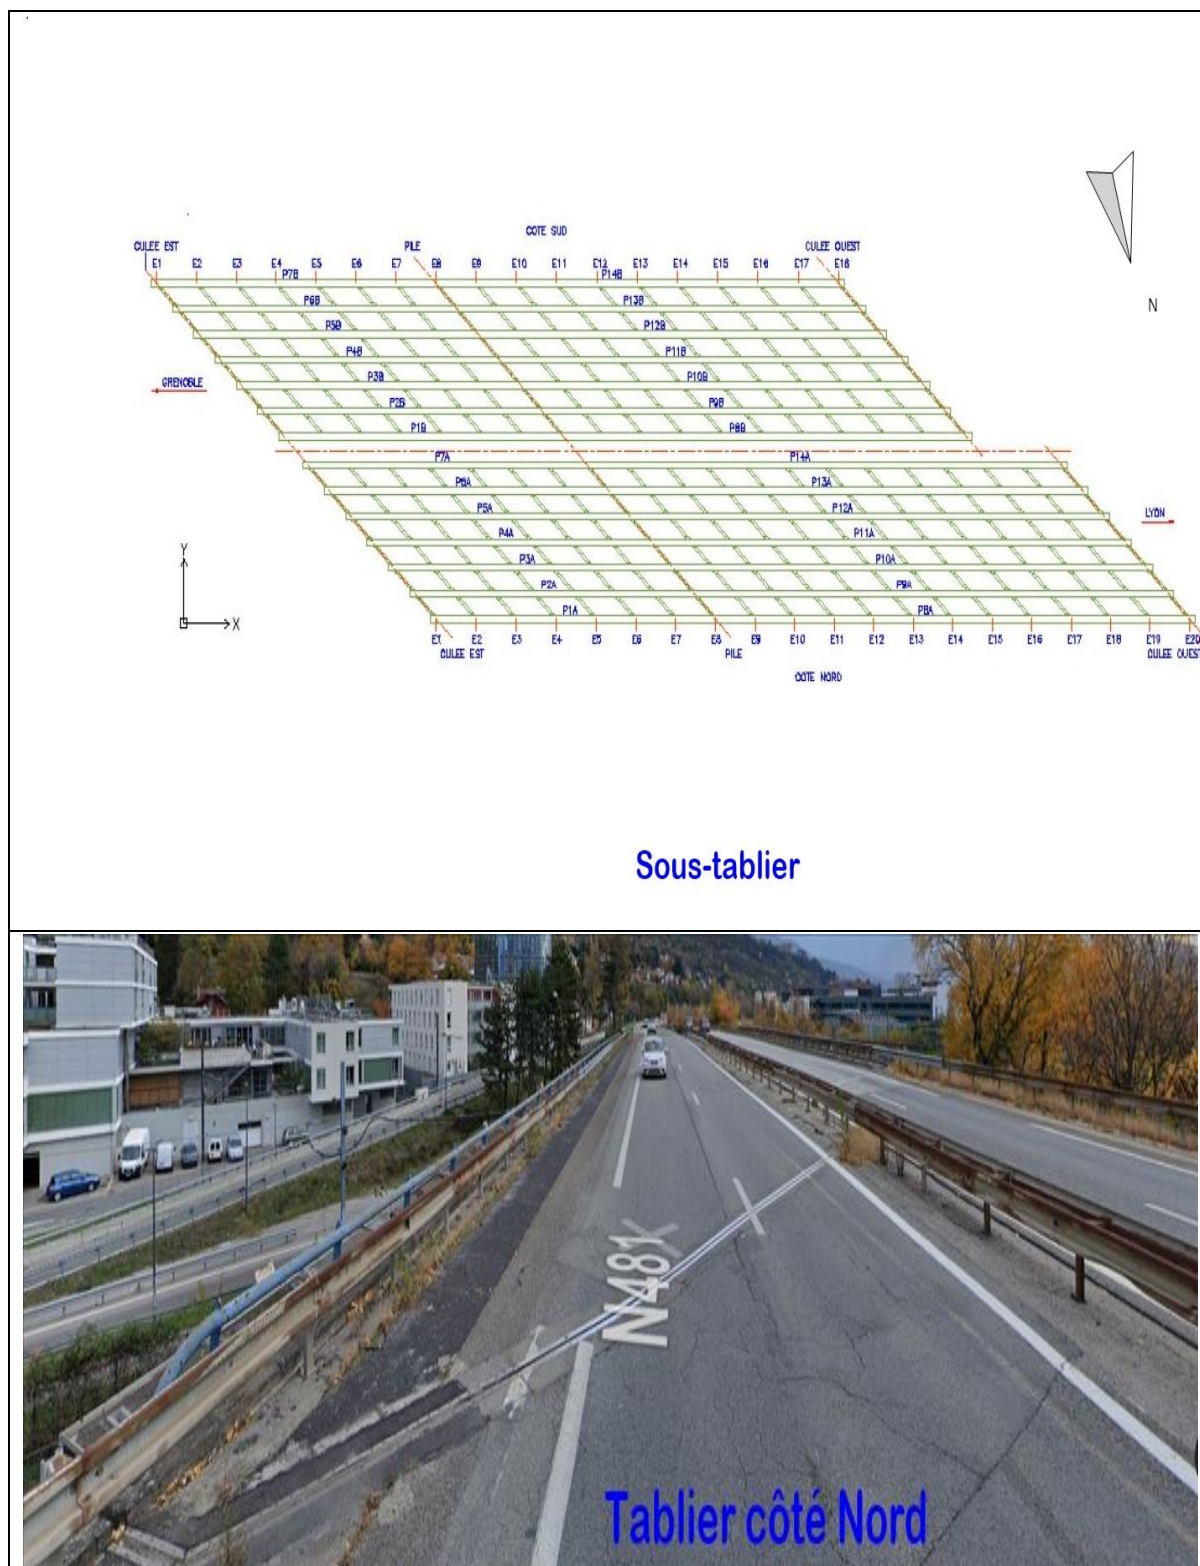 COTE SUD
CULEE EST PILE CULEE OUEST
E1 E2 E3 E4 E5 E6 E7 E8 E9 E10 E11 E12 E13 E14 E15 E16 E17 E18
P7B P14B
P6B P13B
P5B P12B
P4B P11B
P3B P10B
GRENOBLE
P2B P9B
P1B P8B
P7A P14A
P6A P13A
P5A P12A
LYON
P4A P11A
P3A P10A
P2A P9A
P1A P8A
N
Y
X
E1 E2 E3 E4 E5 E6 E7 E8 E9 E10 E11 E12 E13 E14 E15 E16 E17 E18 E19 E20
CULEE EST PILE CULEE OUEST
COTE NORD
Sous-tablier
N481
Tablier côté Nord